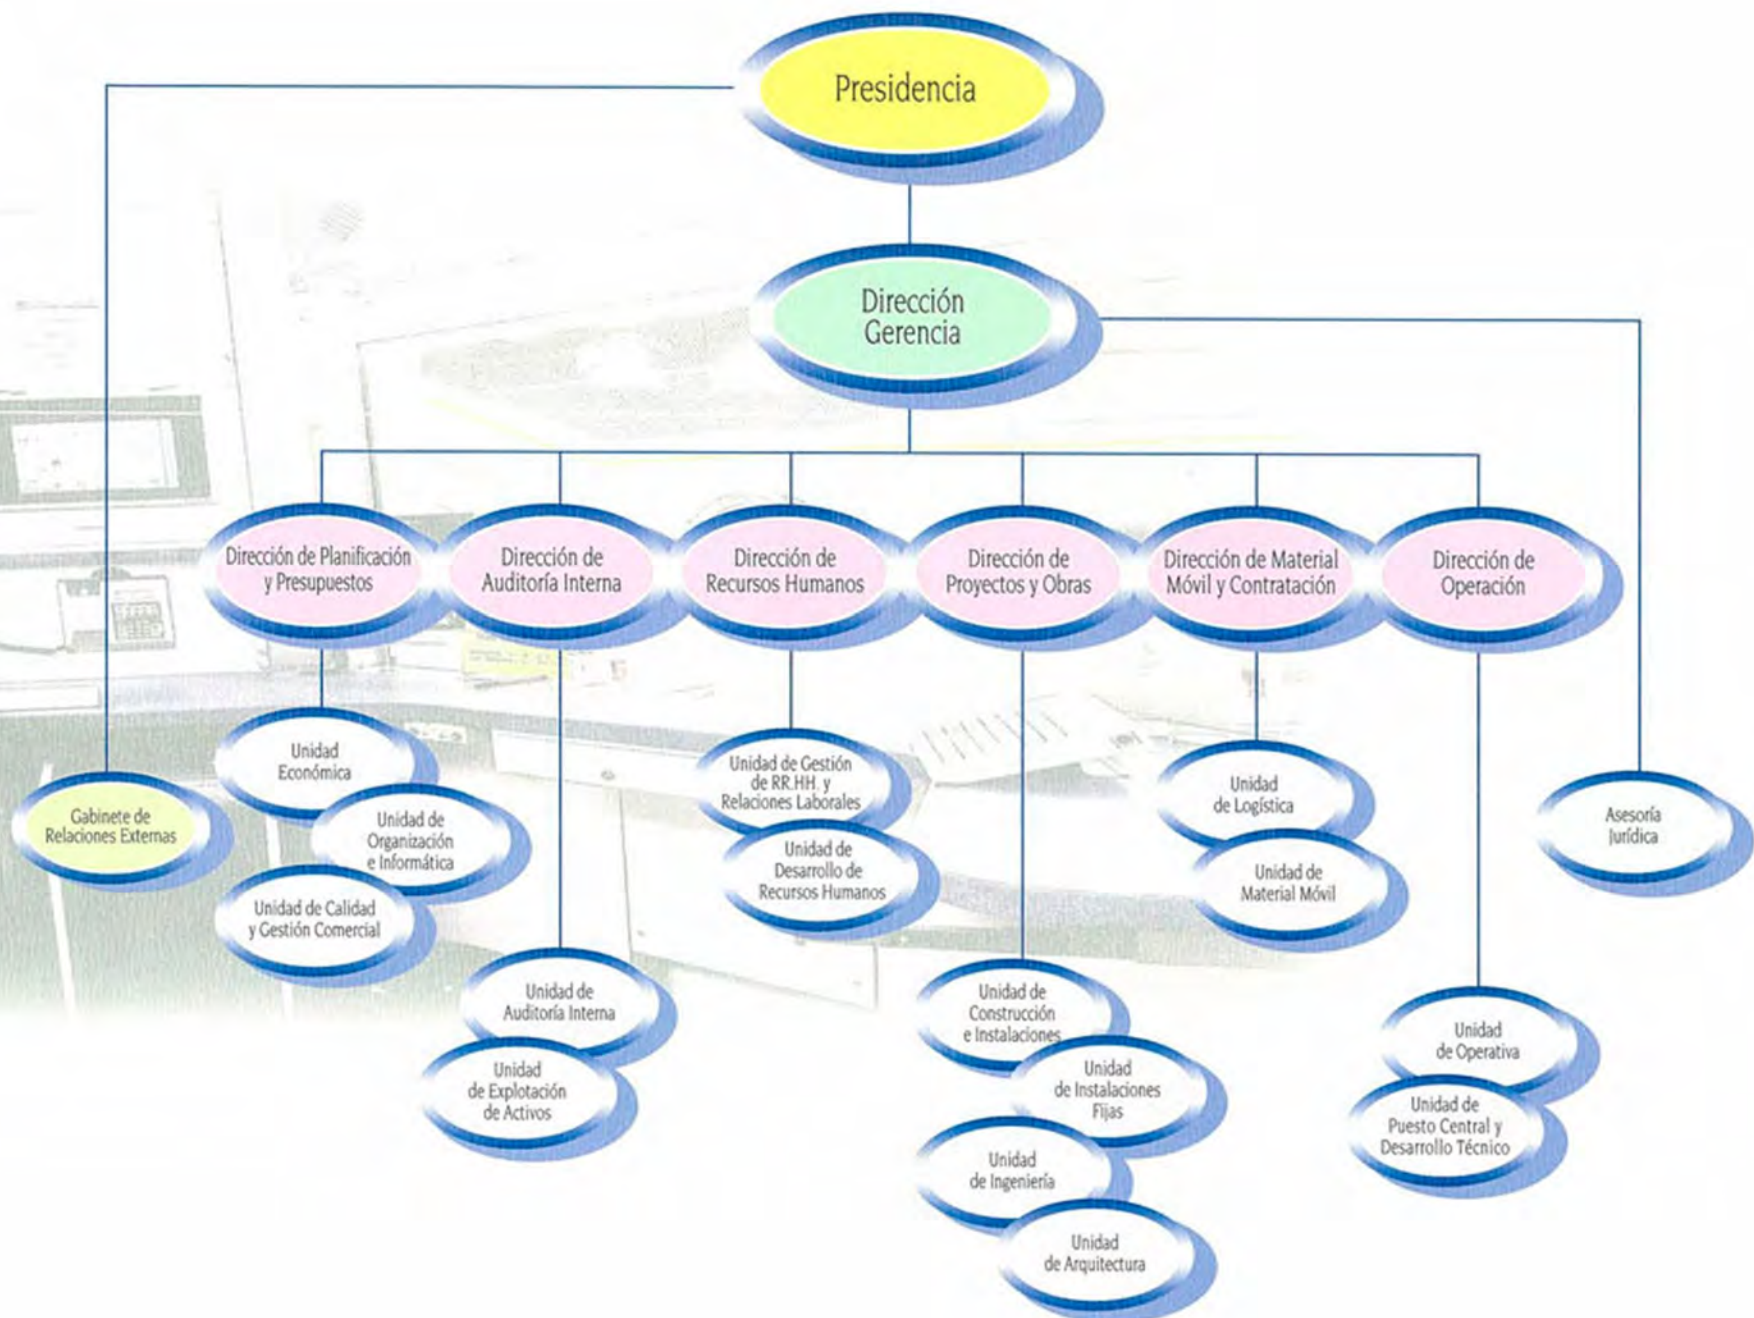 Presidencia
Dirección
Gerencia
Dirección de Planificación
y Presupuestos
Dirección de
Auditoría Interna
Dirección de
Recursos Humanos
Dirección de
Proyectos y Obras
Dirección de Material
Móvil y Contratación
Dirección de
Operación
Gabinete de
Relaciones Externas
Unidad
Económica
Unidad de
Organización
e Informática
Unidad de Calidad
y Gestión Comercial
Unidad de
Auditoría Interna
Unidad
de Explotación
de Activos
Unidad de Gestión
de RR.HH. y
Relaciones Laborales
Unidad de
Desarrollo de
Recursos Humanos
Unidad de
Construcción
e Instalaciones
Unidad
de Instalaciones
Fijas
Unidad
de Ingeniería
Unidad
de Arquitectura
Unidad
de Logística
Unidad de
Material Móvil
Unidad
de Operativa
Unidad de
Puesto Central y
Desarrollo Técnico
Asesoría
Jurídica